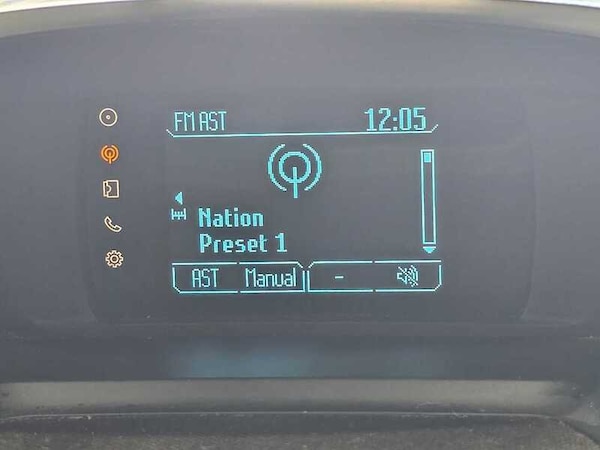 FM AST 12:05
Nation
Preset 1
AST Manual -